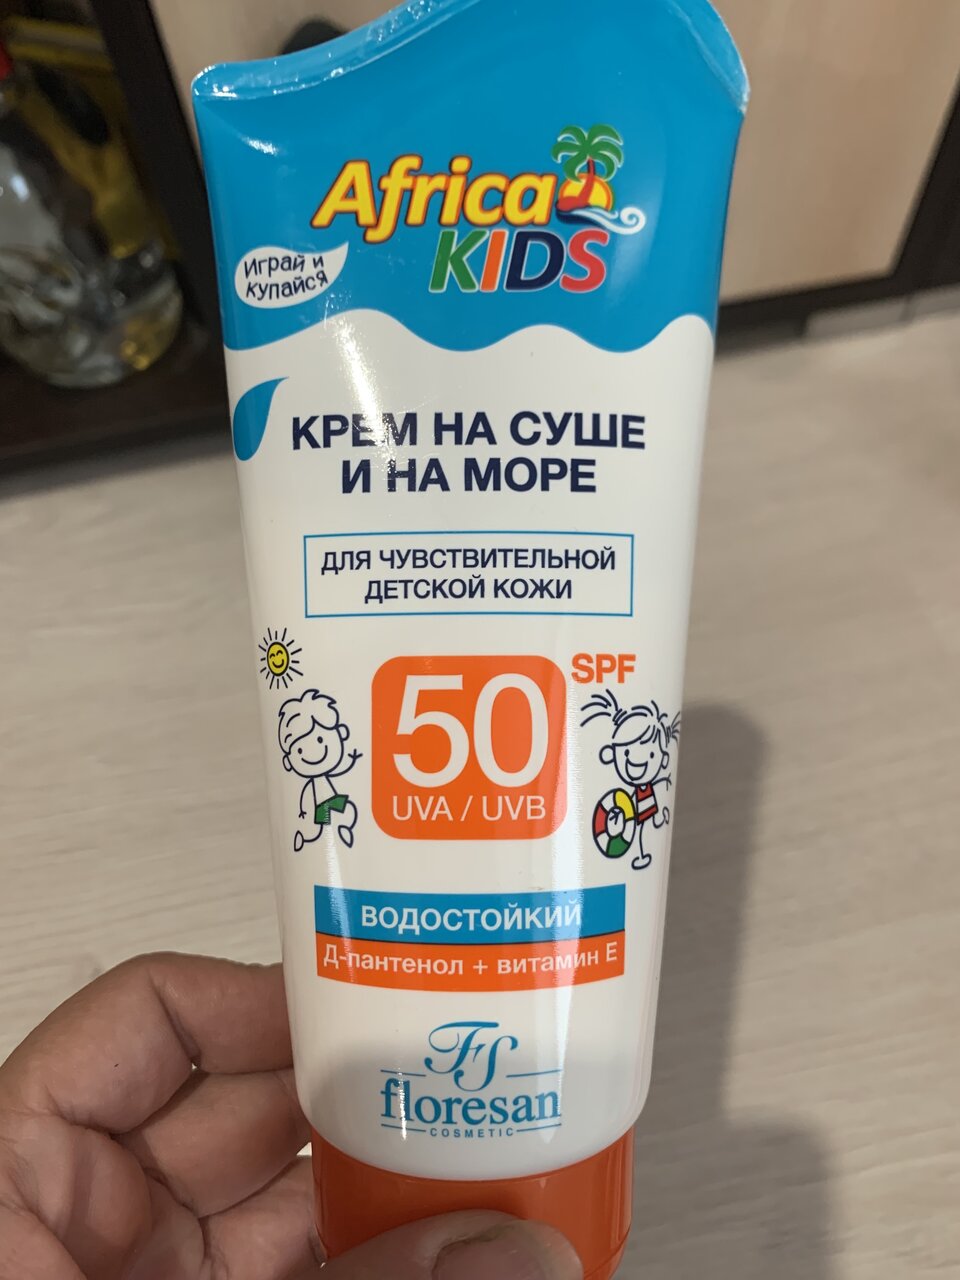 Africa
KIDS
Играй и
купайся
КРЕМ НА СУШЕ
И НА МОРЕ
ДЛЯ ЧУВСТВИТЕЛЬНОЙ
ДЕТСКОЙ КОЖИ
SPF
50
UVA / UVB
ВОДОСТОЙКИЙ
Д-пантенол + витамин Е
FS
floresan
COSMETIC